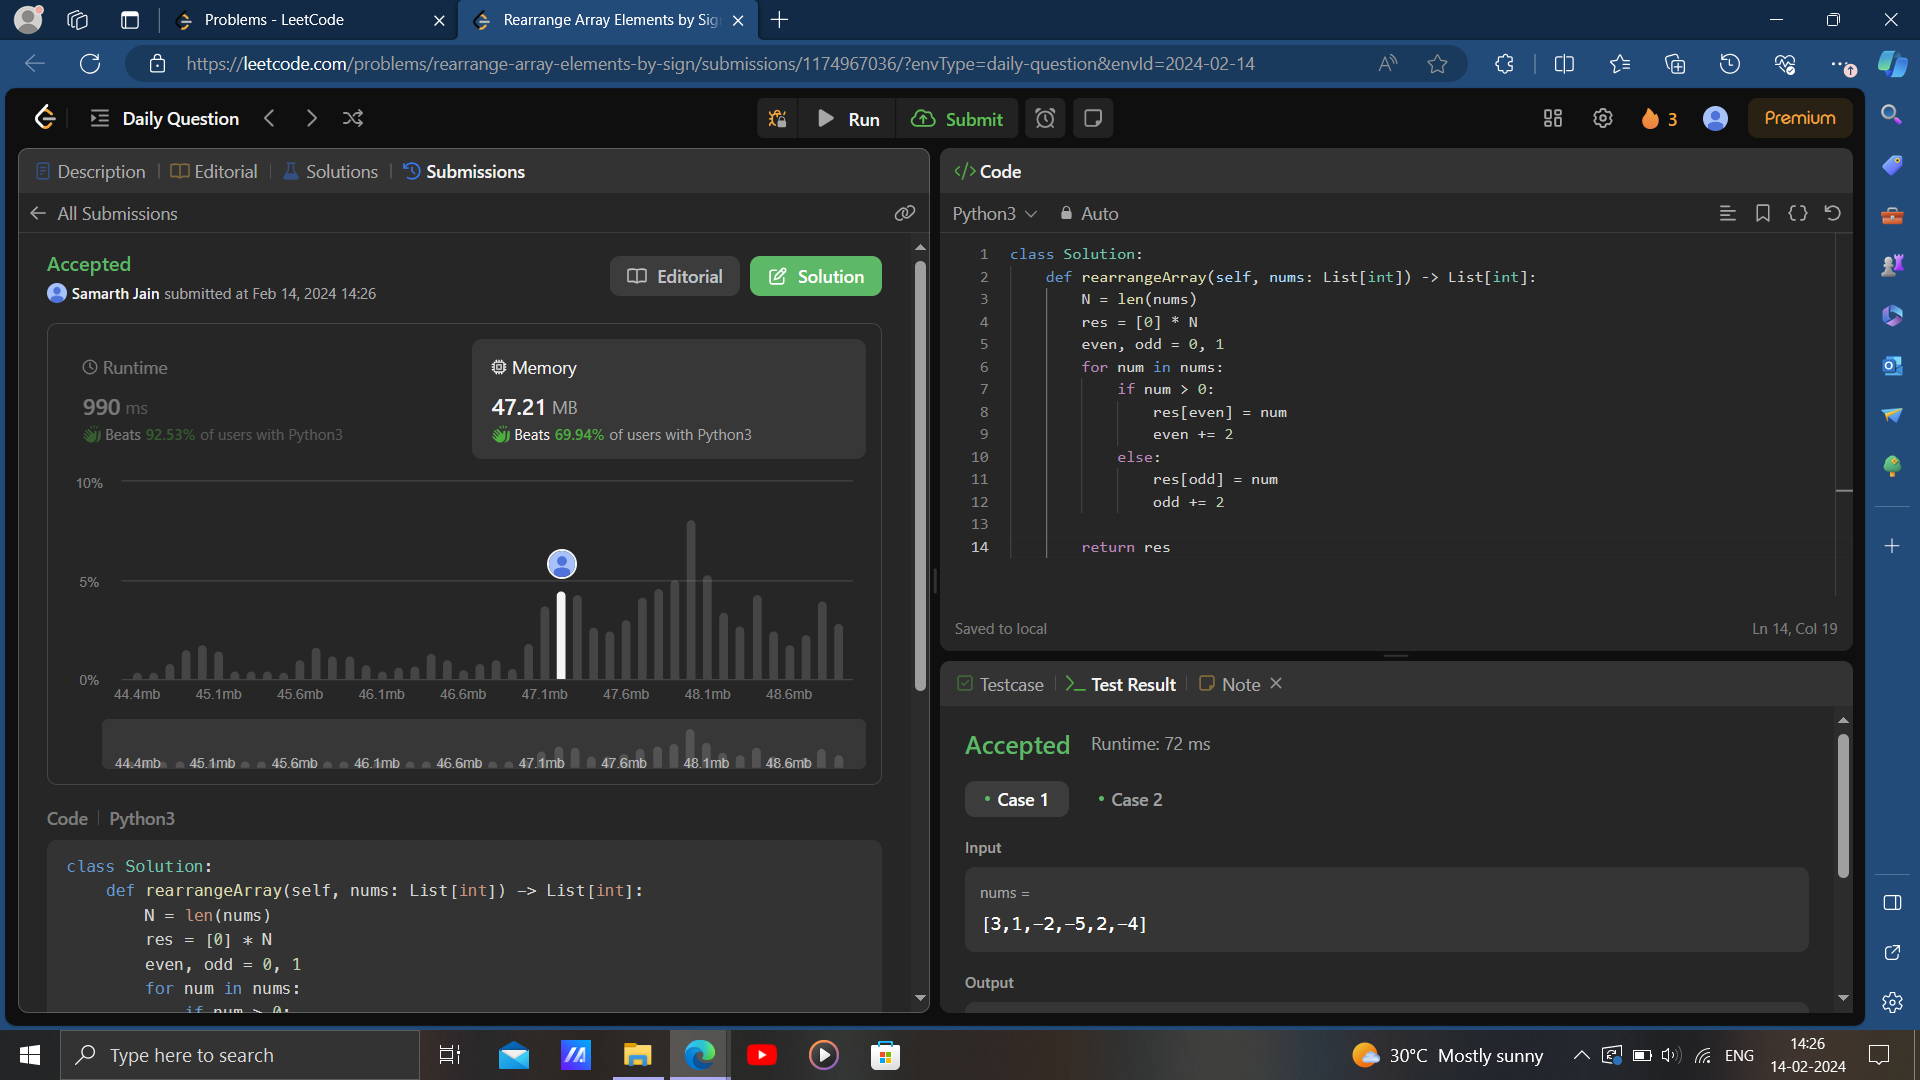 Problems - LeetCode
Rearrange Array Elements by Sig
https://leetcode.com/problems/rearrange-array-elements-by-sign/submissions/1174967036/?envType=daily-question&envId=2024-02-14
Daily Question
Run
Submit
3
Premium
Description
Editorial
Solutions
Submissions
All Submissions
Accepted
Samarth Jain submitted at Feb 14, 2024 14:26
Editorial
Solution
Runtime
990 ms
Beats 92.53% of users with Python3
Memory
47.21 MB
Beats 69.94% of users with Python3
10%
5%
0%
44.4mb 45.1mb 45.6mb 46.1mb 46.6mb 47.1mb 47.6mb 48.1mb 48.6mb
44.4mb 45.1mb 45.6mb 46.1mb 46.6mb 47.1mb 47.6mb 48.1mb 48.6mb
Code | Python3
class Solution:
def rearrangeArray(self, nums: List[int]) -> List[int]:
N = len(nums)
res = [0] * N
even, odd = 0, 1
for num in nums:
if num > 0:
</> Code
Python3
Auto
1 class Solution:
2 def rearrangeArray(self, nums: List[int]) -> List[int]:
3 N = len(nums)
4 res = [0] * N
5 even, odd = 0, 1
6 for num in nums:
7 if num > 0:
8 res[even] = num
9 even += 2
10 else:
11 res[odd] = num
12 odd += 2
13
14 return res
Saved to local
Ln 14, Col 19
Testcase
Test Result
Note
Accepted Runtime: 72 ms
Case 1
Case 2
Input
nums =
[3,1,-2,-5,2,-4]
Output
Type here to search
30°C Mostly sunny
ENG
14:26
14-02-2024